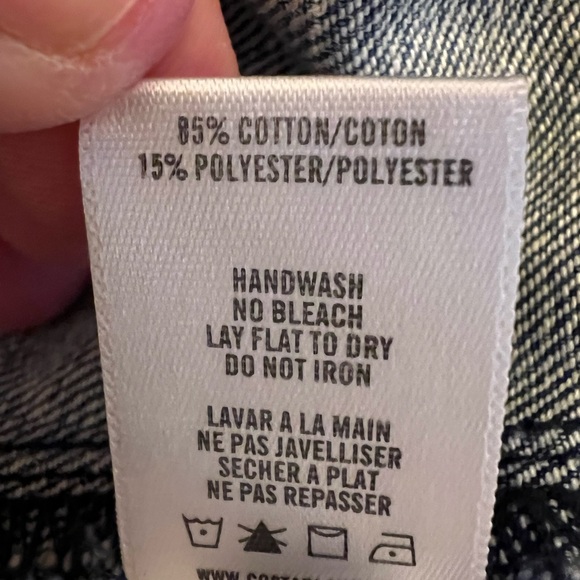 85% COTTON/COTON
15% POLYESTER/POLYESTER
HANDWASH
NO BLEACH
LAY FLAT TO DRY
DO NOT IRON
LAVAR A LA MAIN
NE PAS JAVELLISER
SECHER A PLAT
NE PAS REPASSER